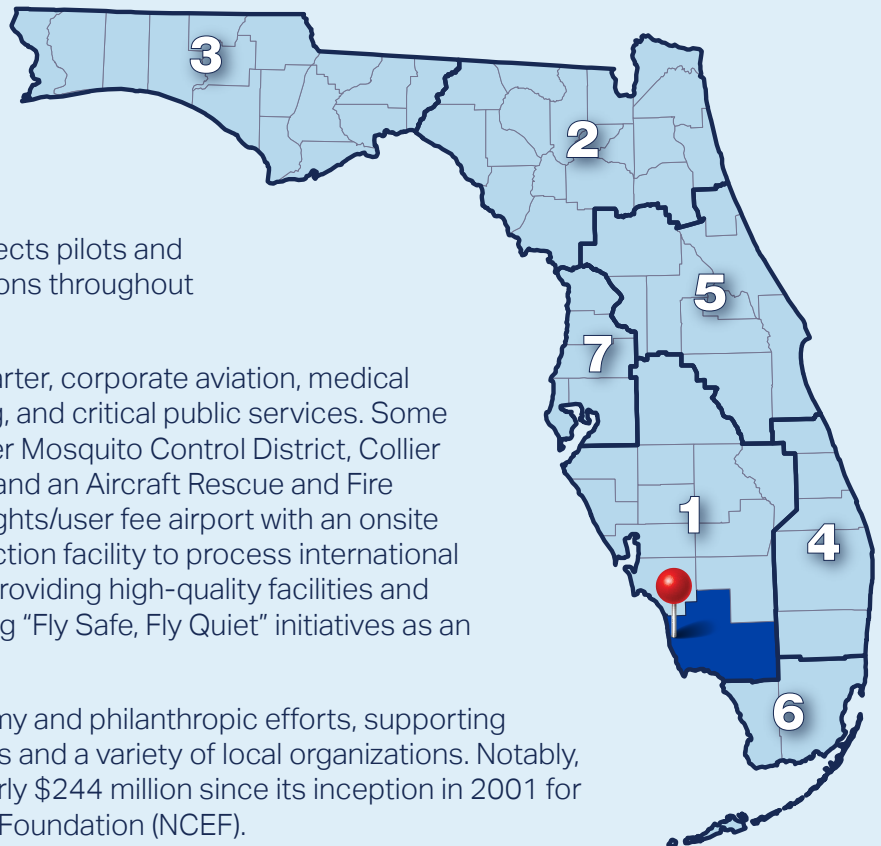 3
2
ects pilots and
ons throughout
5
7
arter, corporate aviation, medical
g, and critical public services. Some
er Mosquito Control District, Collier
and an Aircraft Rescue and Fire
ghts/user fee airport with an onsite
ction facility to process international
providing high-quality facilities and
g “Fly Safe, Fly Quiet” initiatives as an
1
4
my and philanthropic efforts, supporting
s and a variety of local organizations. Notably,
rly $244 million since its inception in 2001 for
Foundation (NCEF).
6